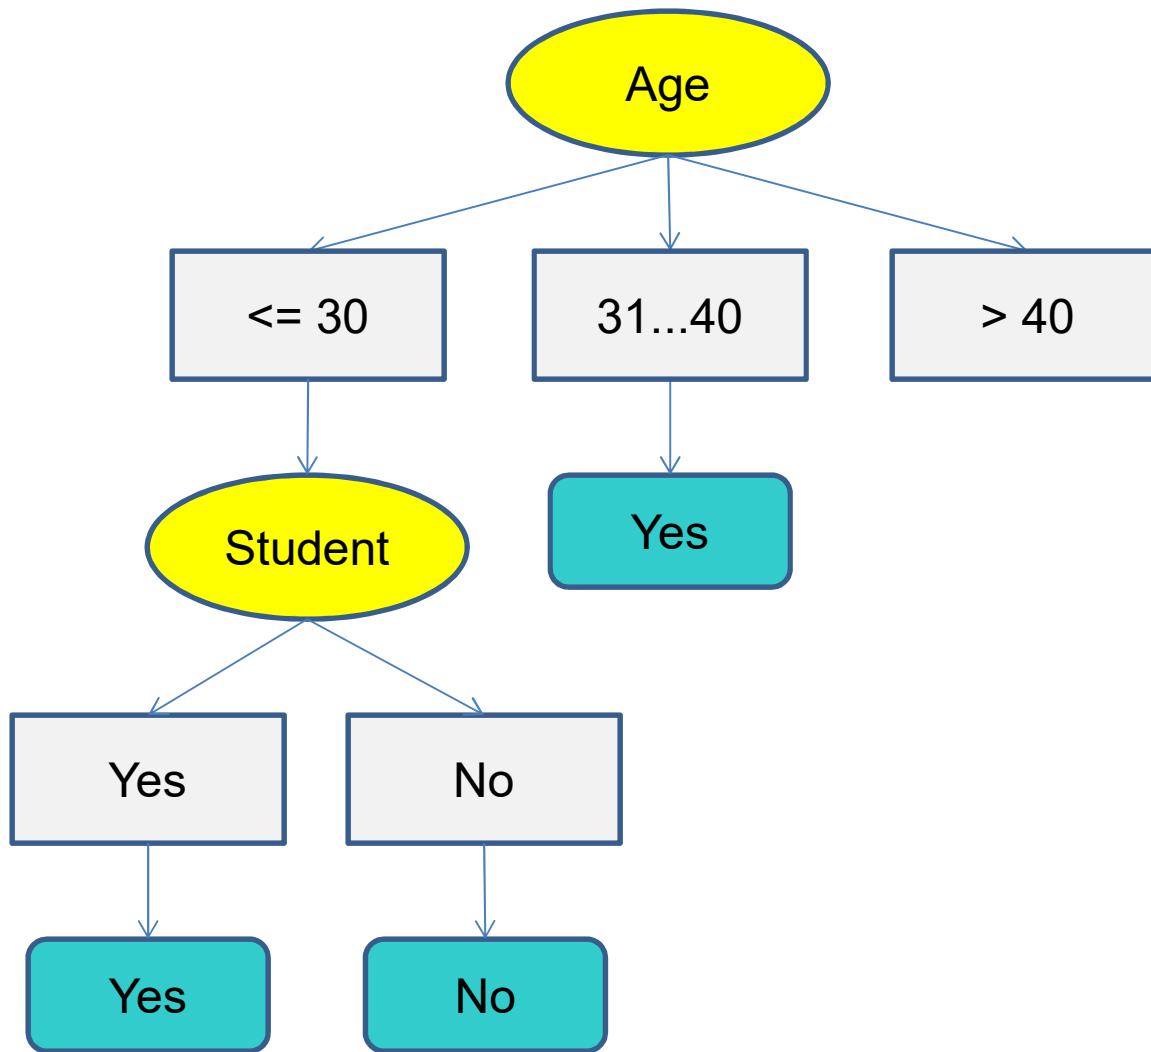 Age
<= 30
31...40
> 40
Student
Yes
Yes
No
Yes
No